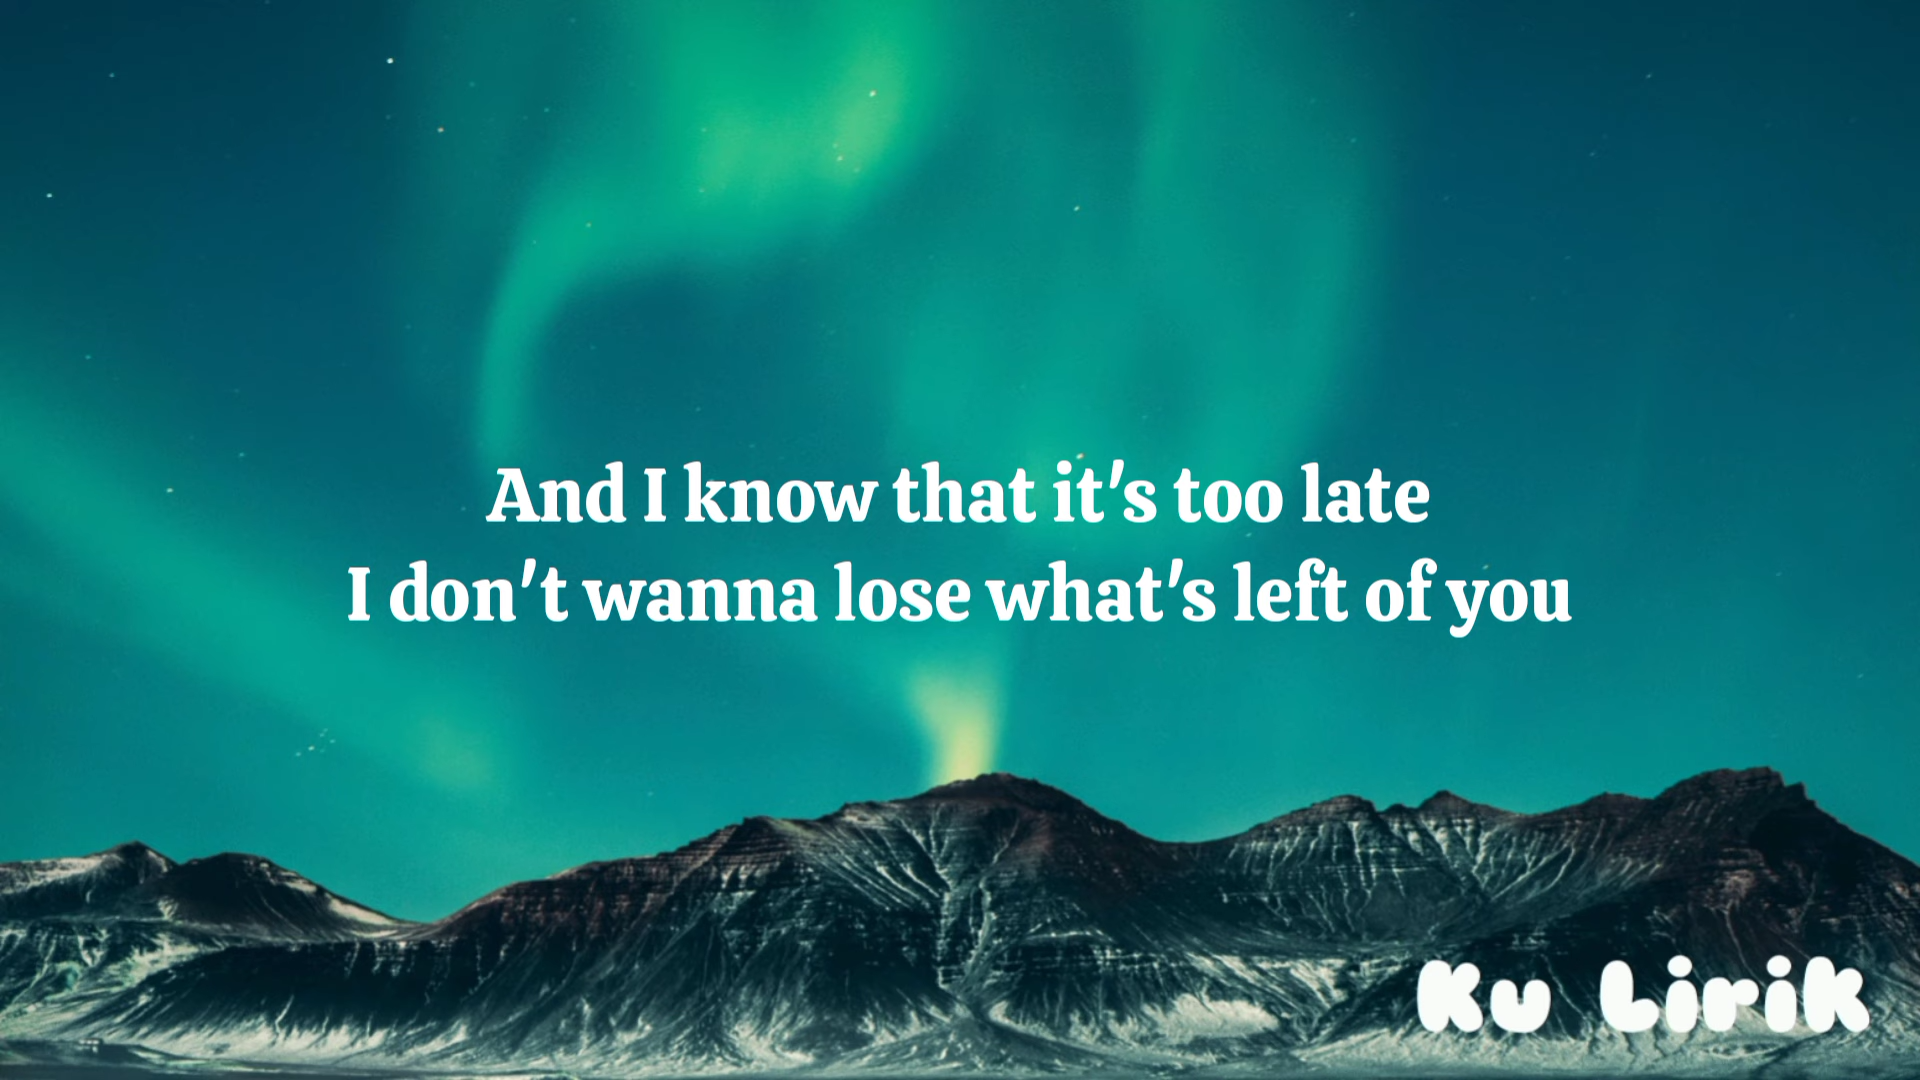 And I know that it's too late
I don't wanna lose what's left of you
Ku Lirik